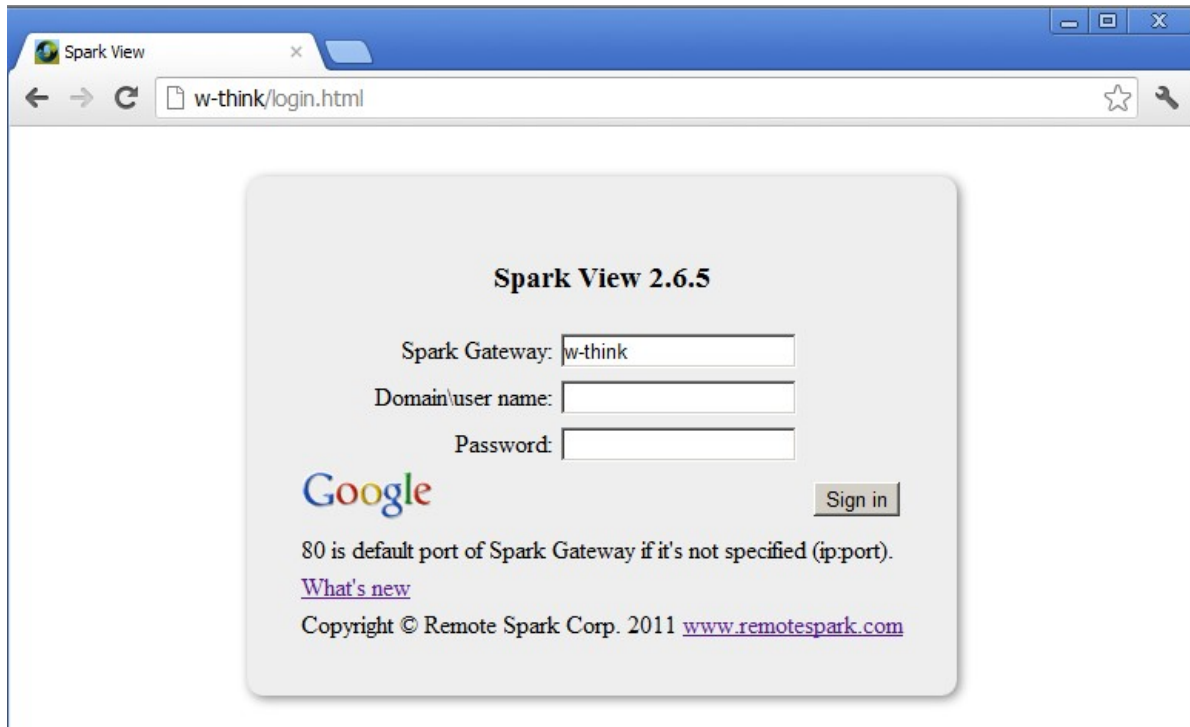 Spark View
w-think/login.html
Spark View 2.6.5
Spark Gateway: w-think
Domain\user name:
Password:
Google Sign in
80 is default port of Spark Gateway if it's not specified (ip:port).
What's new
Copyright © Remote Spark Corp. 2011 www.remotespark.com